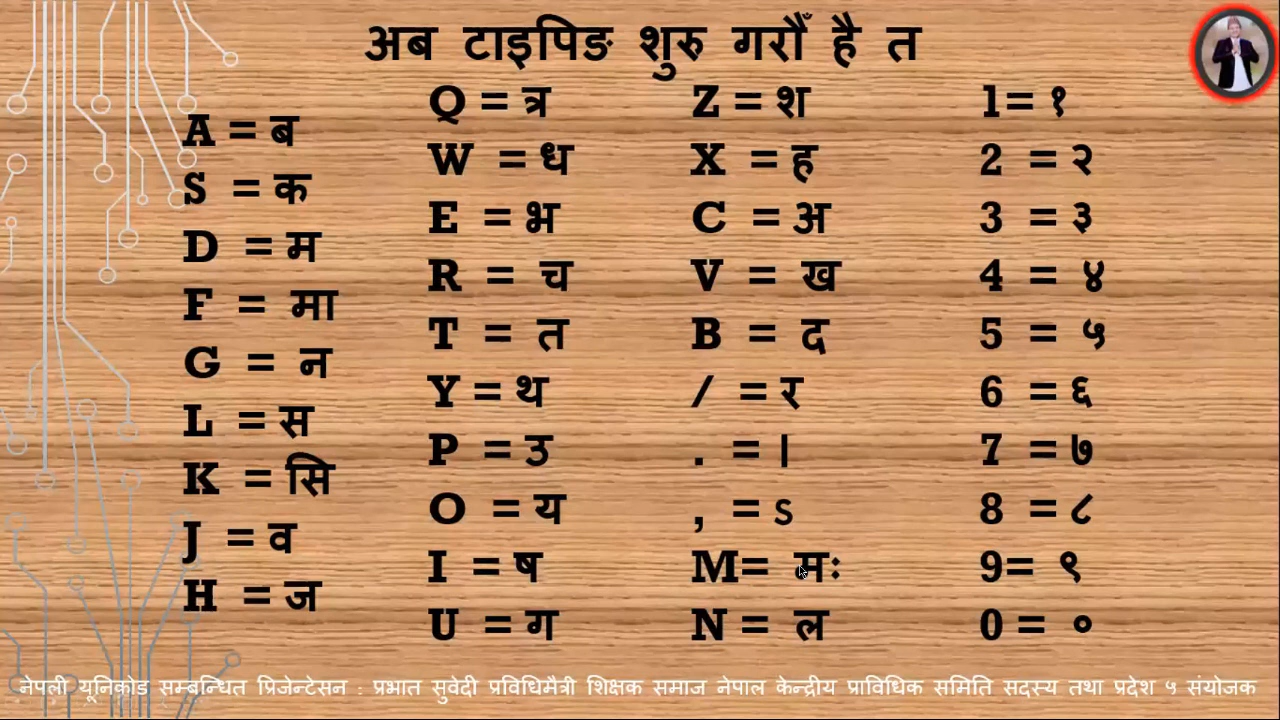 अब टाइपिङ शुरु गरौँ है त
A = ब
S = क
D = म
F = मा
G = न
L = स
K = सि
J = व
H = ज
Q = त्र
W = ध
E = भ
R = च
T = त
Y = थ
P = उ
O = य
I = ष
U = ग
Z = श
X = ह
C = अ
V = ख
B = द
/ = र
. = ।
, = ऽ
M= मः
N = ल
1= १
2 = २
3 = ३
4 = ४
5 = ५
6 = ६
7 = ७
8 = ८
9= ९
0 = ०
नेपली यूनिकोड सम्बन्धित प्रिजेन्टेसन : प्रभात सुवेदी प्रविधिमैत्री शिक्षक समाज नेपाल केन्द्रीय प्राविधिक समिति सदस्य तथा प्रदेश ५ संयोजक